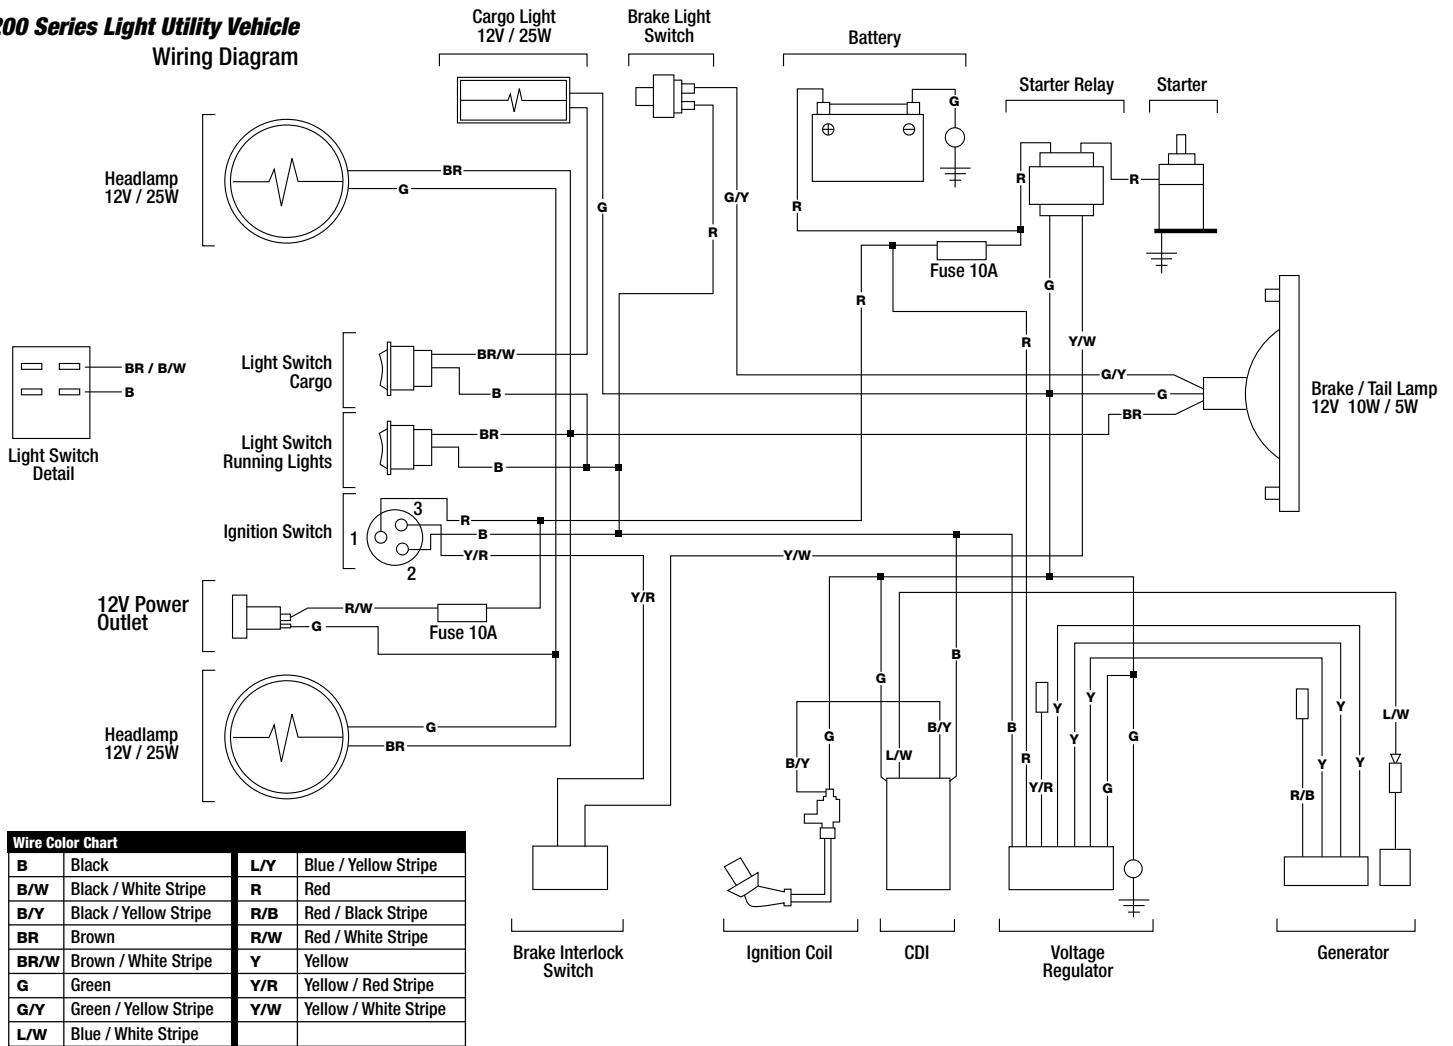 200 Series Light Utility Vehicle
Wiring Diagram
Cargo Light
12V / 25W
Brake Light
Switch
Battery
Starter Relay
Starter
Headlamp
12V / 25W
BR
G
G
G/Y
R
R
G
R
R
Fuse 10A
R
G
R
Y/W
Light Switch
Cargo
BR/W
B
BR / B/W
B
Light Switch
Detail
Light Switch
Running Lights
BR
B
G/Y
G
BR
Brake / Tail Lamp
12V 10W / 5W
Ignition Switch
1
3
2
R
B
Y/R
Y/W
Y/R
12V Power
Outlet
R/W
G
Fuse 10A
Headlamp
12V / 25W
G
BR
B/Y
G
G
L/W
B/Y
B
B
R
Y/R
Y
Y
Y
G
G
R/B
Y
Y
Y
L/W
Brake Interlock
Switch
Ignition Coil
CDI
Voltage
Regulator
Generator
Wire Color Chart
B Black L/Y Blue / Yellow Stripe
B/W Black / White Stripe R Red
B/Y Black / Yellow Stripe R/B Red / Black Stripe
BR Brown R/W Red / White Stripe
BR/W Brown / White Stripe Y Yellow
G Green Y/R Yellow / Red Stripe
G/Y Green / Yellow Stripe Y/W Yellow / White Stripe
L/W Blue / White Stripe